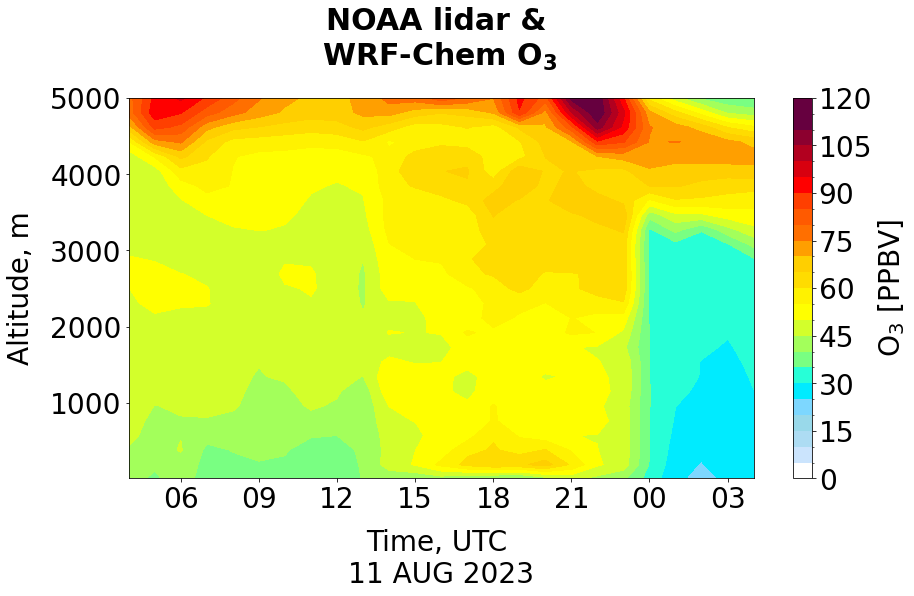 NOAA lidar &
WRF-Chem O₃
5000
4000
3000
2000
1000
Altitude, m
06 09 12 15 18 21 00 03
Time, UTC
11 AUG 2023
120
105
90
75
60
45
30
15
0
O₃ [PPBV]